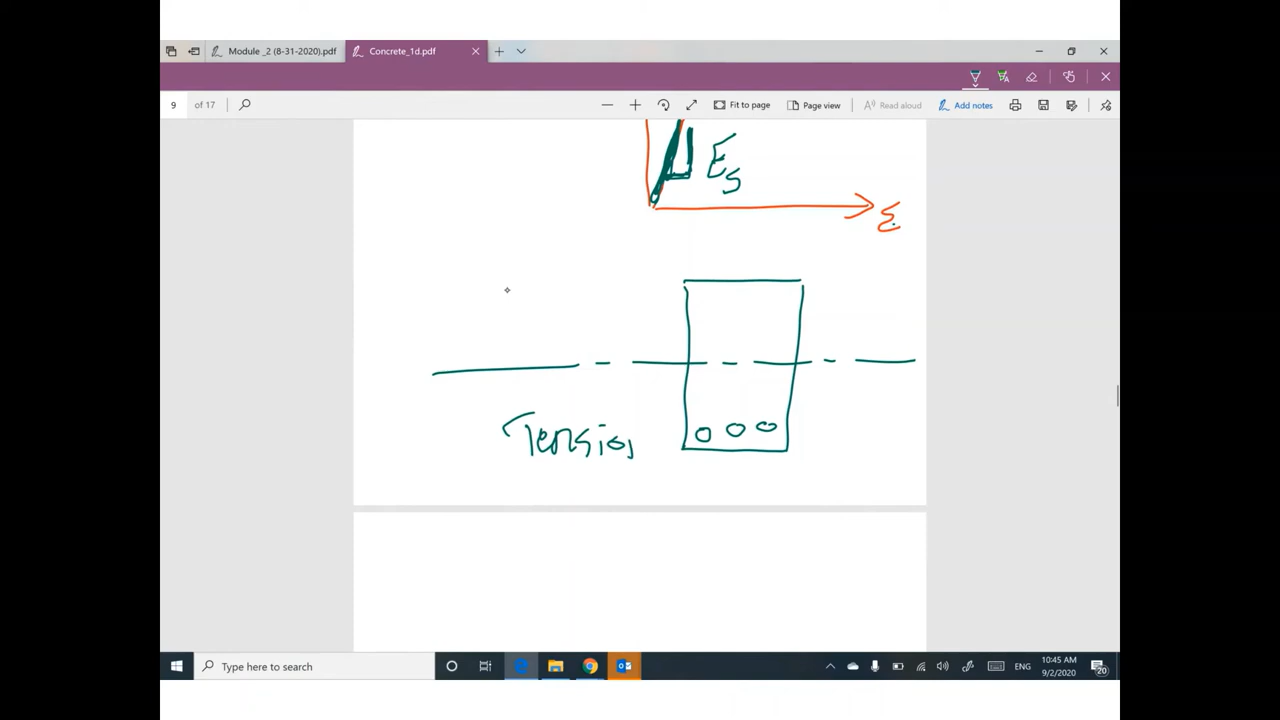 Module _2 (8-31-2020).pdf
Concrete_1d.pdf
9 of 17
Fit to page
Page view
Read aloud
Add notes
Es
ε
Tension
Type here to search
ENG
10:45 AM
9/2/2020
20